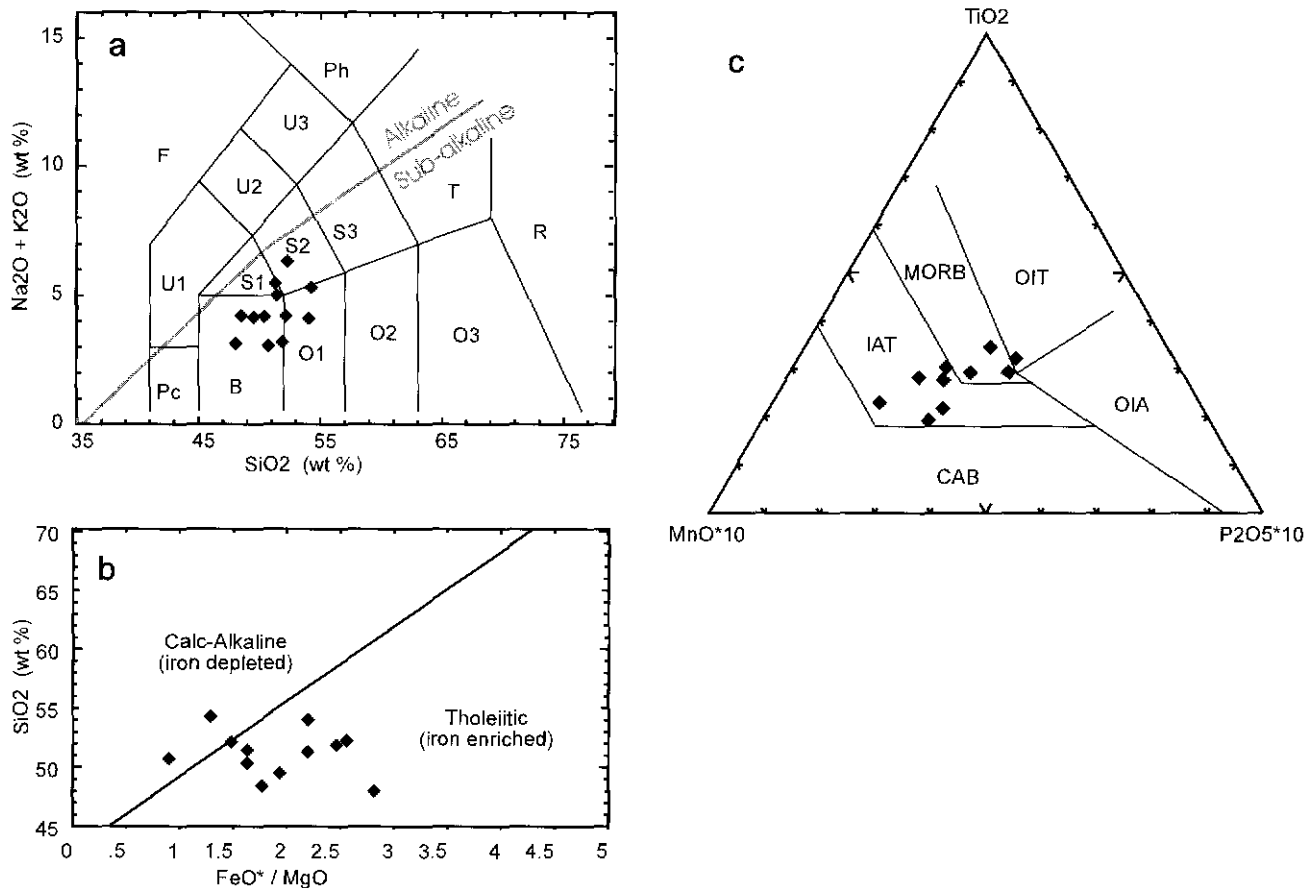 a
15
10
5
0
Na2O + K2O (wt %)
Ph
U3
F
U2
Alkaline
Sub-alkaline
T
S3
S2
R
U1
S1
O2
O3
O1
Pc
B
35 45 55 65 75
SiO2 (wt %)
b
70
65
60
55
50
45
SiO2 (wt %)
Calc-Alkaline
(iron depleted)
Tholeiitic
(iron enriched)
0 .5 1 1.5 2 2.5 3 3.5 4 4.5 5
FeO* / MgO
c
TiO2
MORB
OIT
IAT
OIA
CAB
MnO*10
P2O5*10